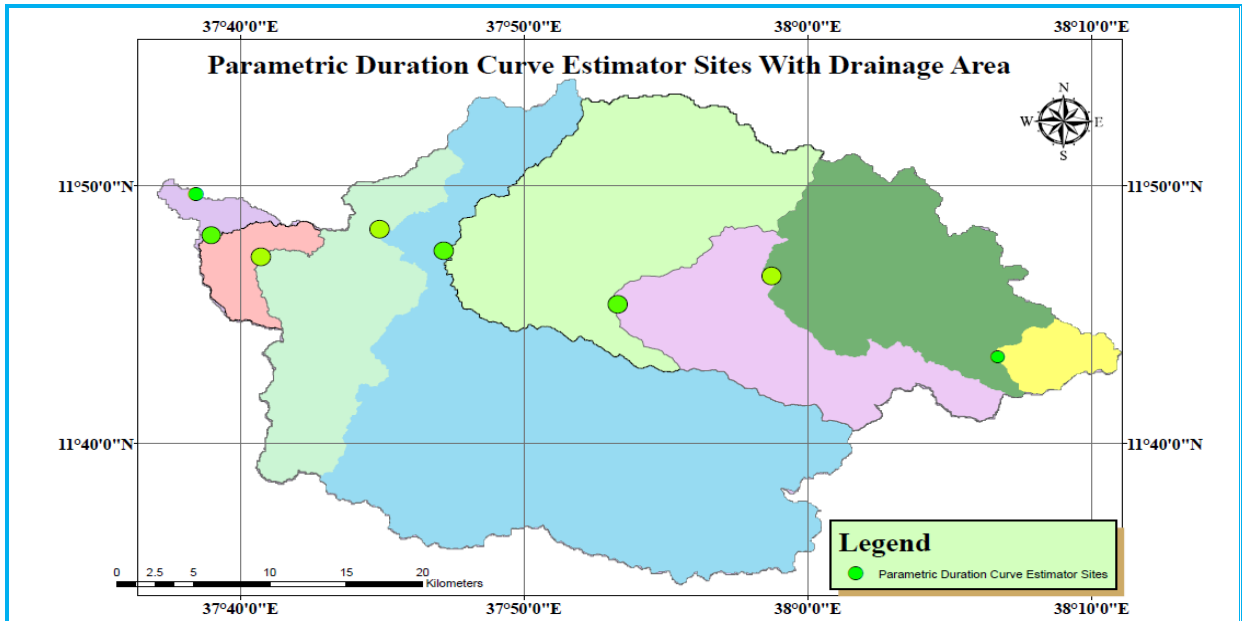 37°40'0"E 37°50'0"E 38°0'0"E 38°10'0"E
Parametric Duration Curve Estimator Sites With Drainage Area
N
W E
S
11°50'0"N 11°50'0"N
11°40'0"N 11°40'0"N
Legend
Parametric Duration Curve Estimator Sites
0 2.5 5 10 15 20
Kilometers
37°40'0"E 37°50'0"E 38°0'0"E 38°10'0"E